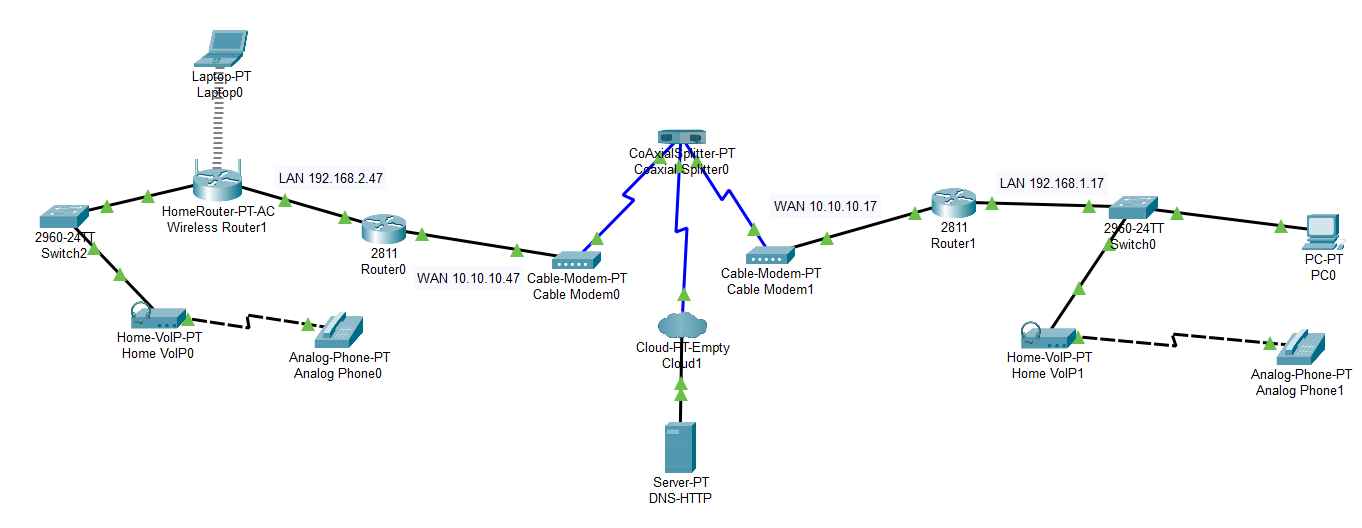 Laptop-PT
Laptop0
CoAxialSplitter-PT
Coaxial Splitter0
LAN 192.168.2.47
LAN 192.168.1.17
HomeRouter-PT-AC
Wireless Router1
WAN 10.10.10.17
2960-24TT
Switch2
2811
Router0
2811
Router1
2960-24TT
Switch0
PC-PT
PC0
WAN 10.10.10.47
Cable-Modem-PT
Cable Modem0
Cable-Modem-PT
Cable Modem1
Home-VoIP-PT
Home VoIP0
Analog-Phone-PT
Analog Phone0
Cloud-PT-Empty
Cloud1
Home-VoIP-PT
Home VoIP1
Analog-Phone-PT
Analog Phone1
Server-PT
DNS-HTTP